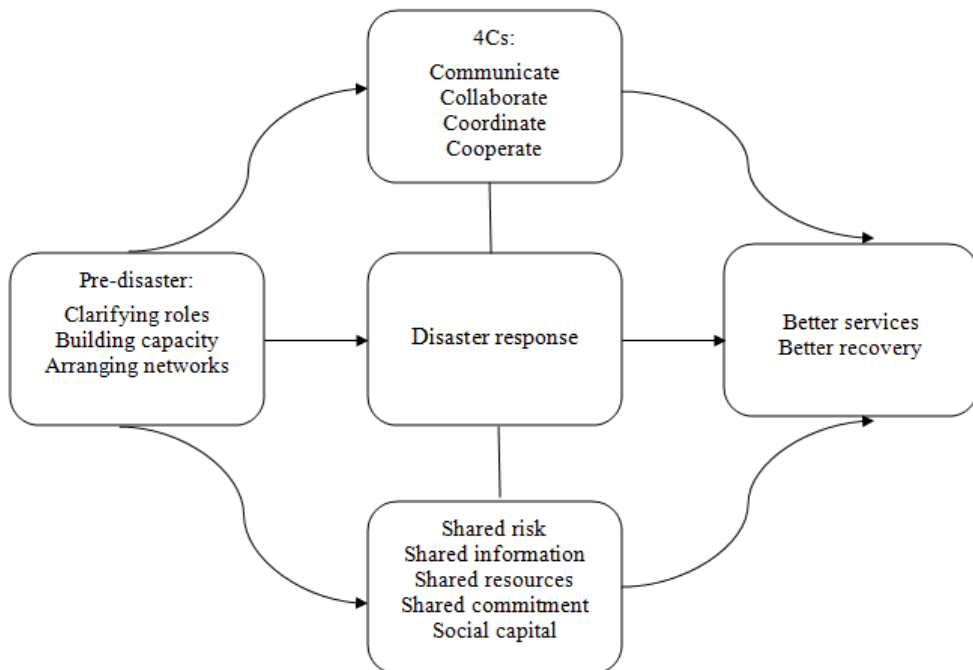 4Cs:
Communicate
Collaborate
Coordinate
Cooperate
Pre-disaster:
Clarifying roles
Building capacity
Arranging networks
Disaster response
Better services
Better recovery
Shared risk
Shared information
Shared resources
Shared commitment
Social capital